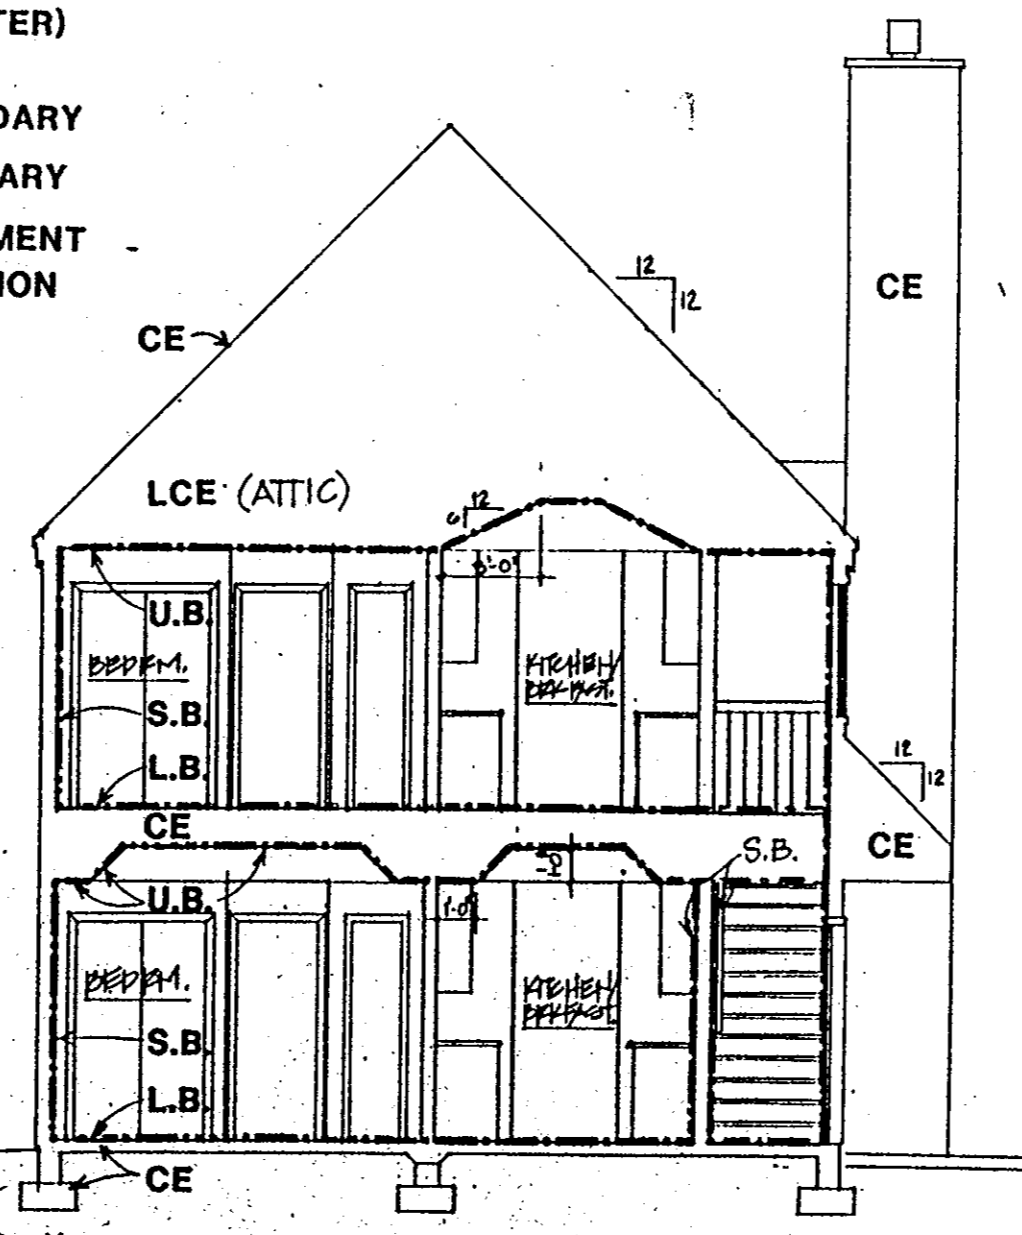 TER)
DARY
ARY
MENT -
ION
CE
12
12
CE
LCE (ATTIC)
12
6
U.B.
BEDRM.
KITCHEN/
BRKFAST.
S.B.
L.B.
12
12
CE
CE
S.B.
U.B.
1'-0"
BEDRM.
KITCHEN/
BRKFAST.
S.B.
L.B.
CE